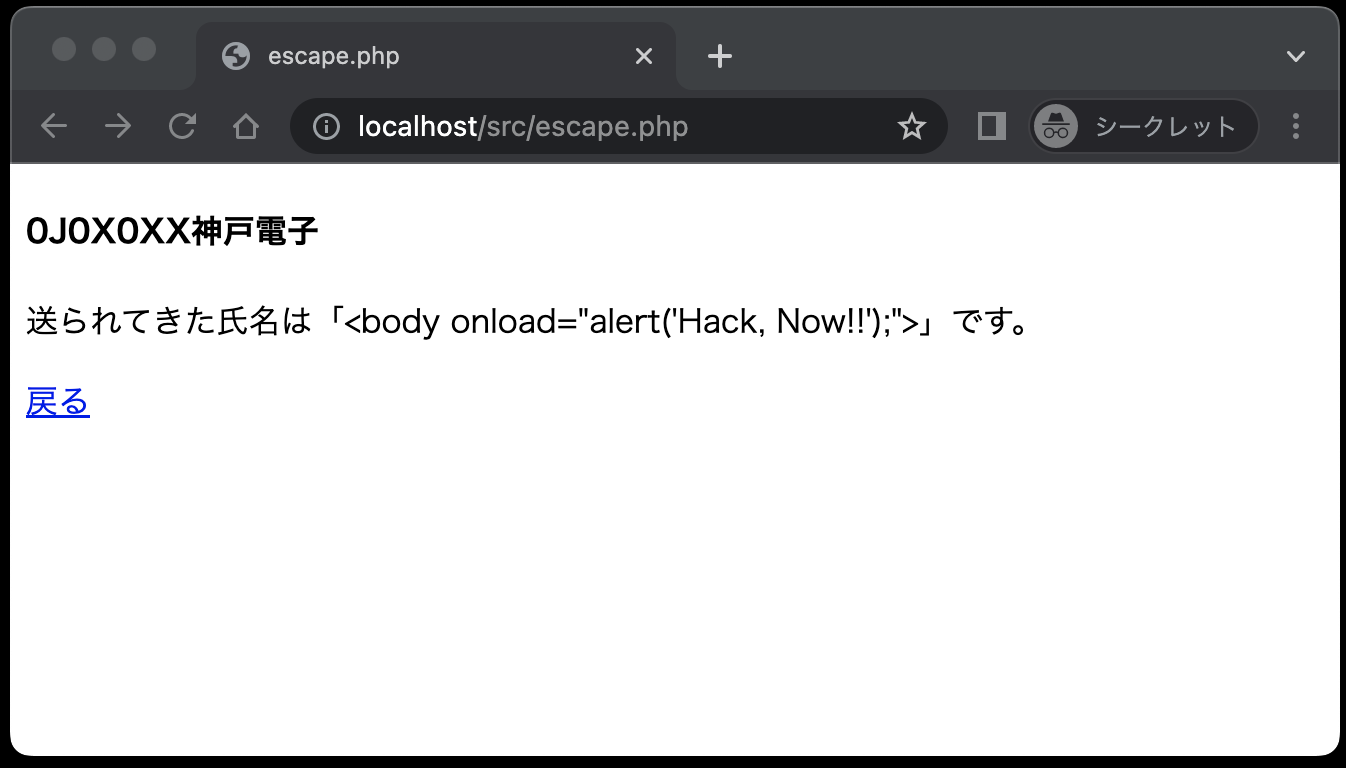 escape.php
localhost/src/escape.php
シークレット
0J0X0XX神戸電子
送られてきた氏名は「<body onload="alert('Hack, Now!!');">」です。
戻る